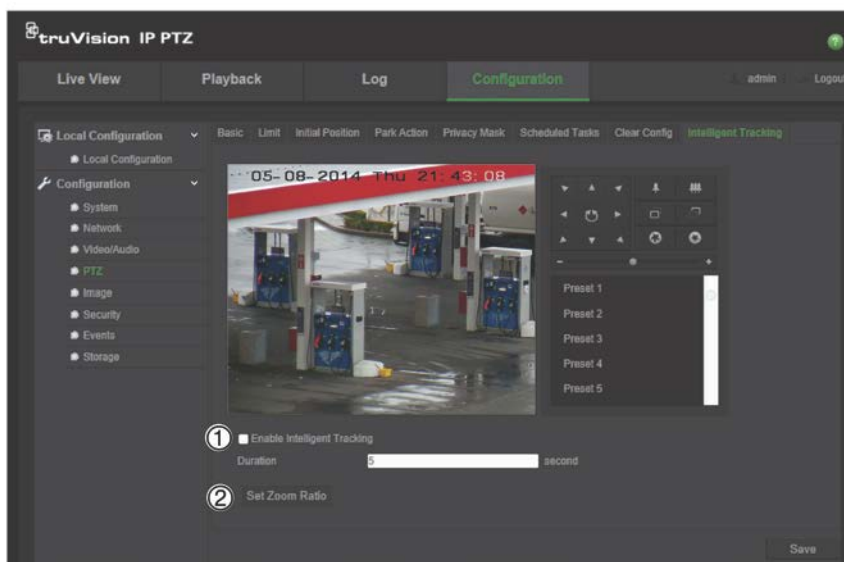 truVision IP PTZ
?
Live View Playback Log Configuration admin Logout
Local Configuration
Basic Limit Initial Position Park Action Privacy Mask Scheduled Tasks Clear Config Intelligent Tracking
Local Configuration
Configuration
System
Network
Video/Audio
PTZ
Image
Security
Events
Storage
05-08-2014 Thu 21:43:08
- +
Preset 1
Preset 2
Preset 3
Preset 4
Preset 5
1 Enable Intelligent Tracking
Duration 5 second
2 Set Zoom Ratio
Save